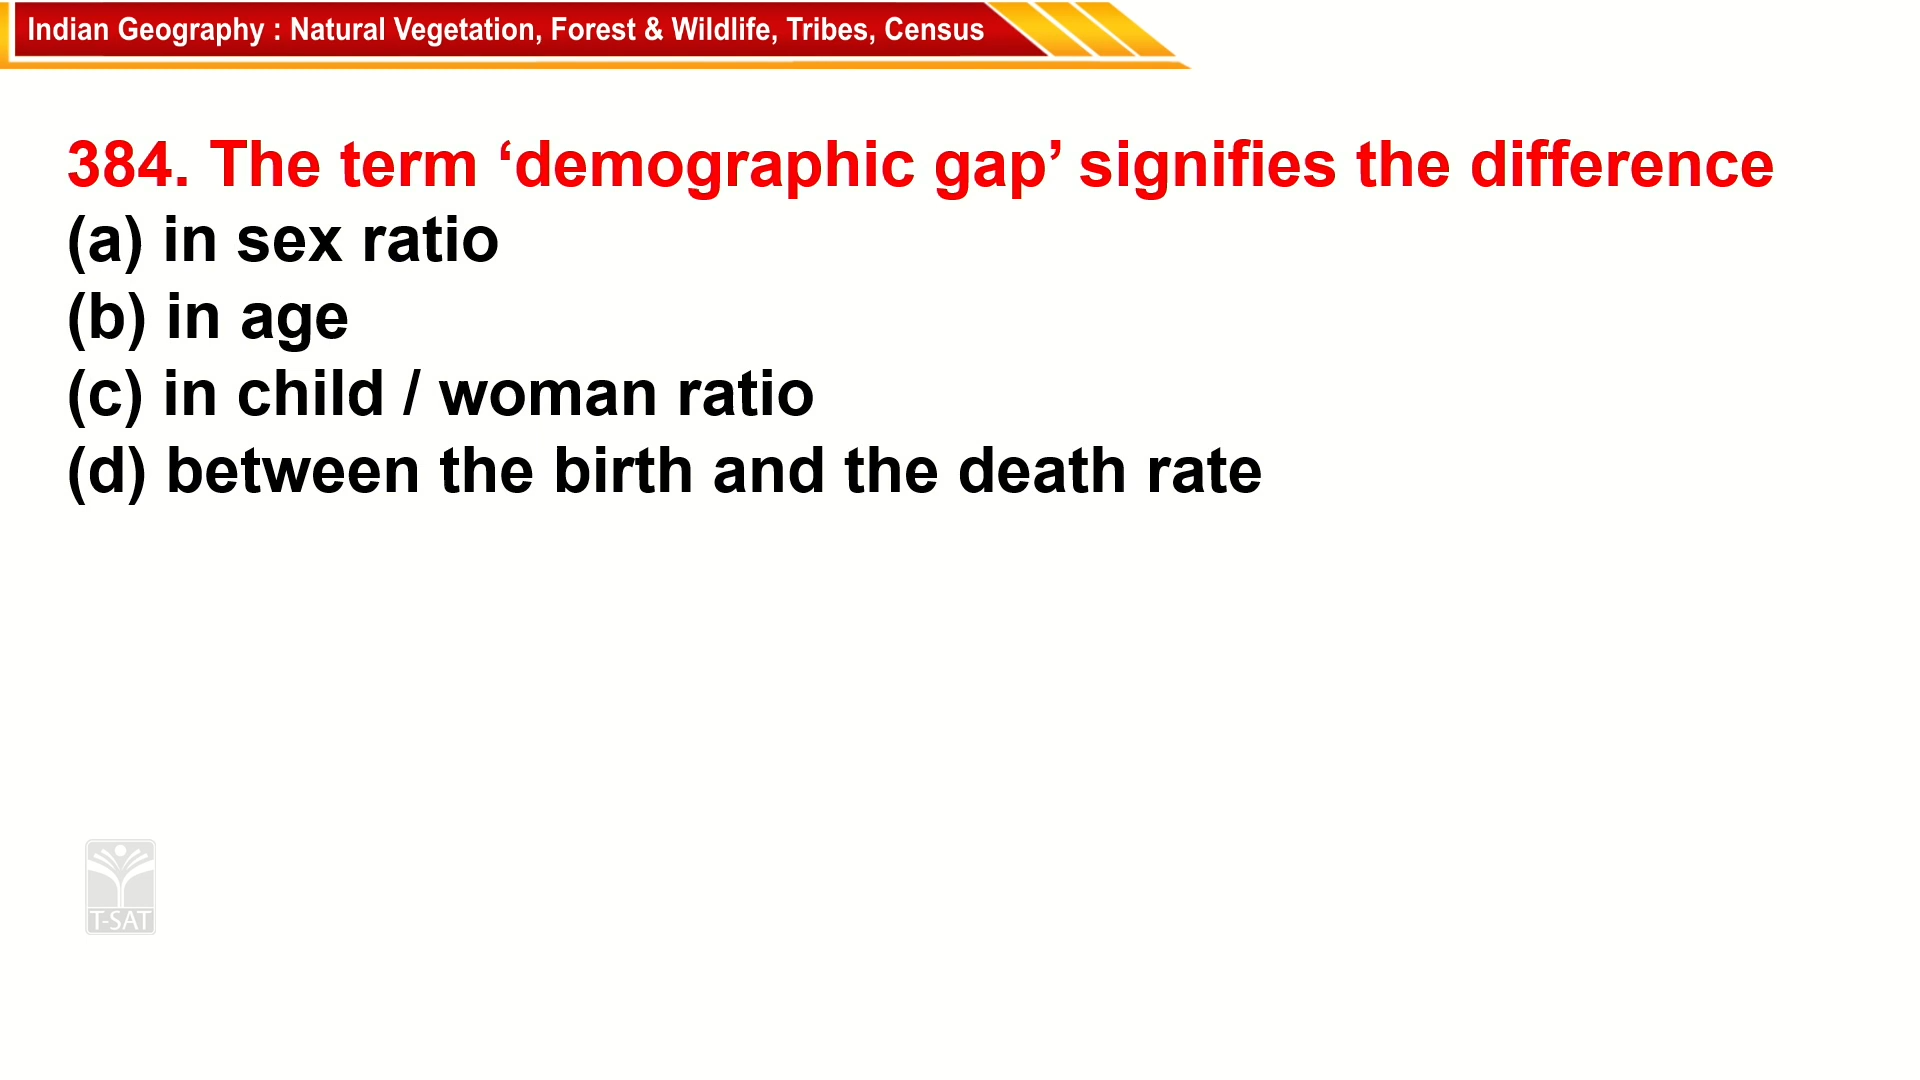 Indian Geography : Natural Vegetation, Forest & Wildlife, Tribes, Census
384. The term ‘demographic gap’ signifies the difference
(a) in sex ratio
(b) in age
(c) in child / woman ratio
(d) between the birth and the death rate
T-SAT